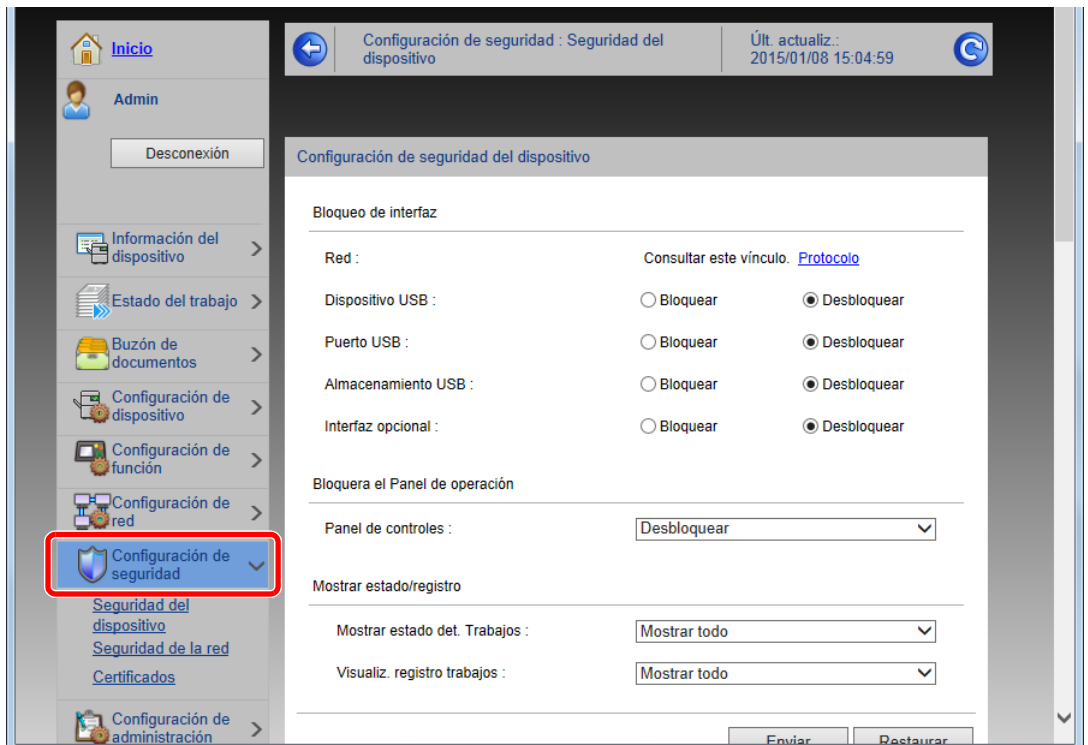 Inicio
Admin
Desconexión
Información del
dispositivo
Estado del trabajo
Buzón de
documentos
Configuración de
dispositivo
Configuración de
función
Configuración de
red
Configuración de
seguridad
Seguridad del
dispositivo
Seguridad de la red
Certificados
Configuración de
administración
Configuración de seguridad : Seguridad del
dispositivo
Últ. actualiz.:
2015/01/08 15:04:59
Configuración de seguridad del dispositivo
Bloqueo de interfaz
Red : Consultar este vínculo. Protocolo
Dispositivo USB : Bloquear Desbloquear
Puerto USB : Bloquear Desbloquear
Almacenamiento USB : Bloquear Desbloquear
Interfaz opcional : Bloquear Desbloquear
Bloquera el Panel de operación
Panel de controles : Desbloquear
Mostrar estado/registro
Mostrar estado det. Trabajos : Mostrar todo
Visualiz. registro trabajos : Mostrar todo
Enviar Restaurar